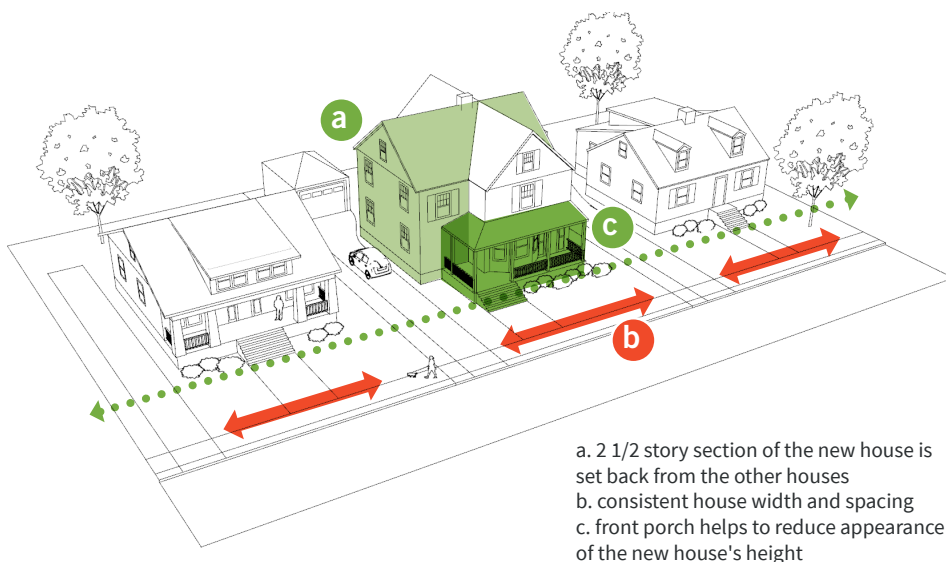 a
c
b
a. 2 1/2 story section of the new house is
set back from the other houses
b. consistent house width and spacing
c. front porch helps to reduce appearance
of the new house's height